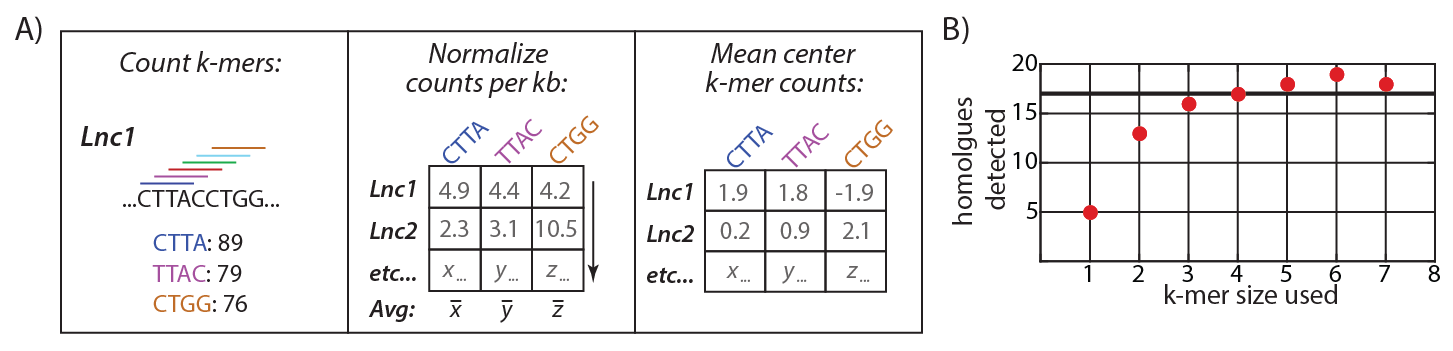 A)
Count k-mers:
Lnc1
...CTTACCTGG...
CTTA: 89
TTAC: 79
CTGG: 76
Normalize
counts per kb:
CTTA TTAC CTGG
Lnc1 4.9 4.4 4.2
Lnc2 2.3 3.1 10.5
etc... x... y... z...
Avg: x̅ y̅ z̅
Mean center
k-mer counts:
CTTA TTAC CTGG
Lnc1 1.9 1.8 -1.9
Lnc2 0.2 0.9 2.1
etc... x... y... z...
B)
homolgues
detected
20
15
10
5
1 2 3 4 5 6 7 8
k-mer size used